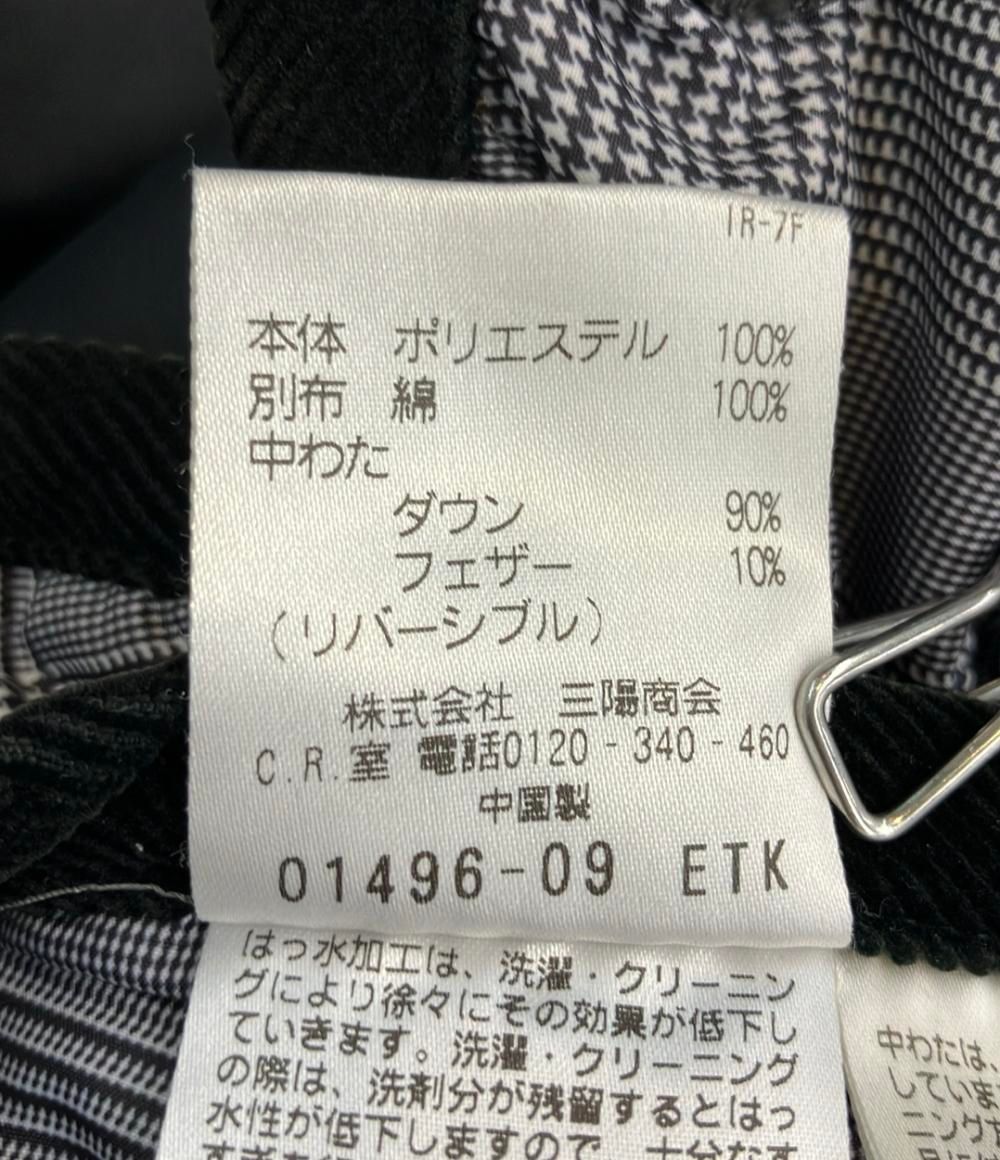 IR-7F
本体 ポリエステル 100%
別布 綿 100%
中わた
ダウン 90%
フェザー 10%
(リバーシブル)
株式会社 三陽商会
C.R.室 電話0120-340-460
中国製
01496-09 ETK
はっ水加工は、洗濯・クリーニン
グにより徐々にその効果が低下し
ていきます。洗濯・クリーニング
の際は、洗剤分が残留するとはっ
水性が低下しますので、十分なす
中わたは、
していま
ニングや